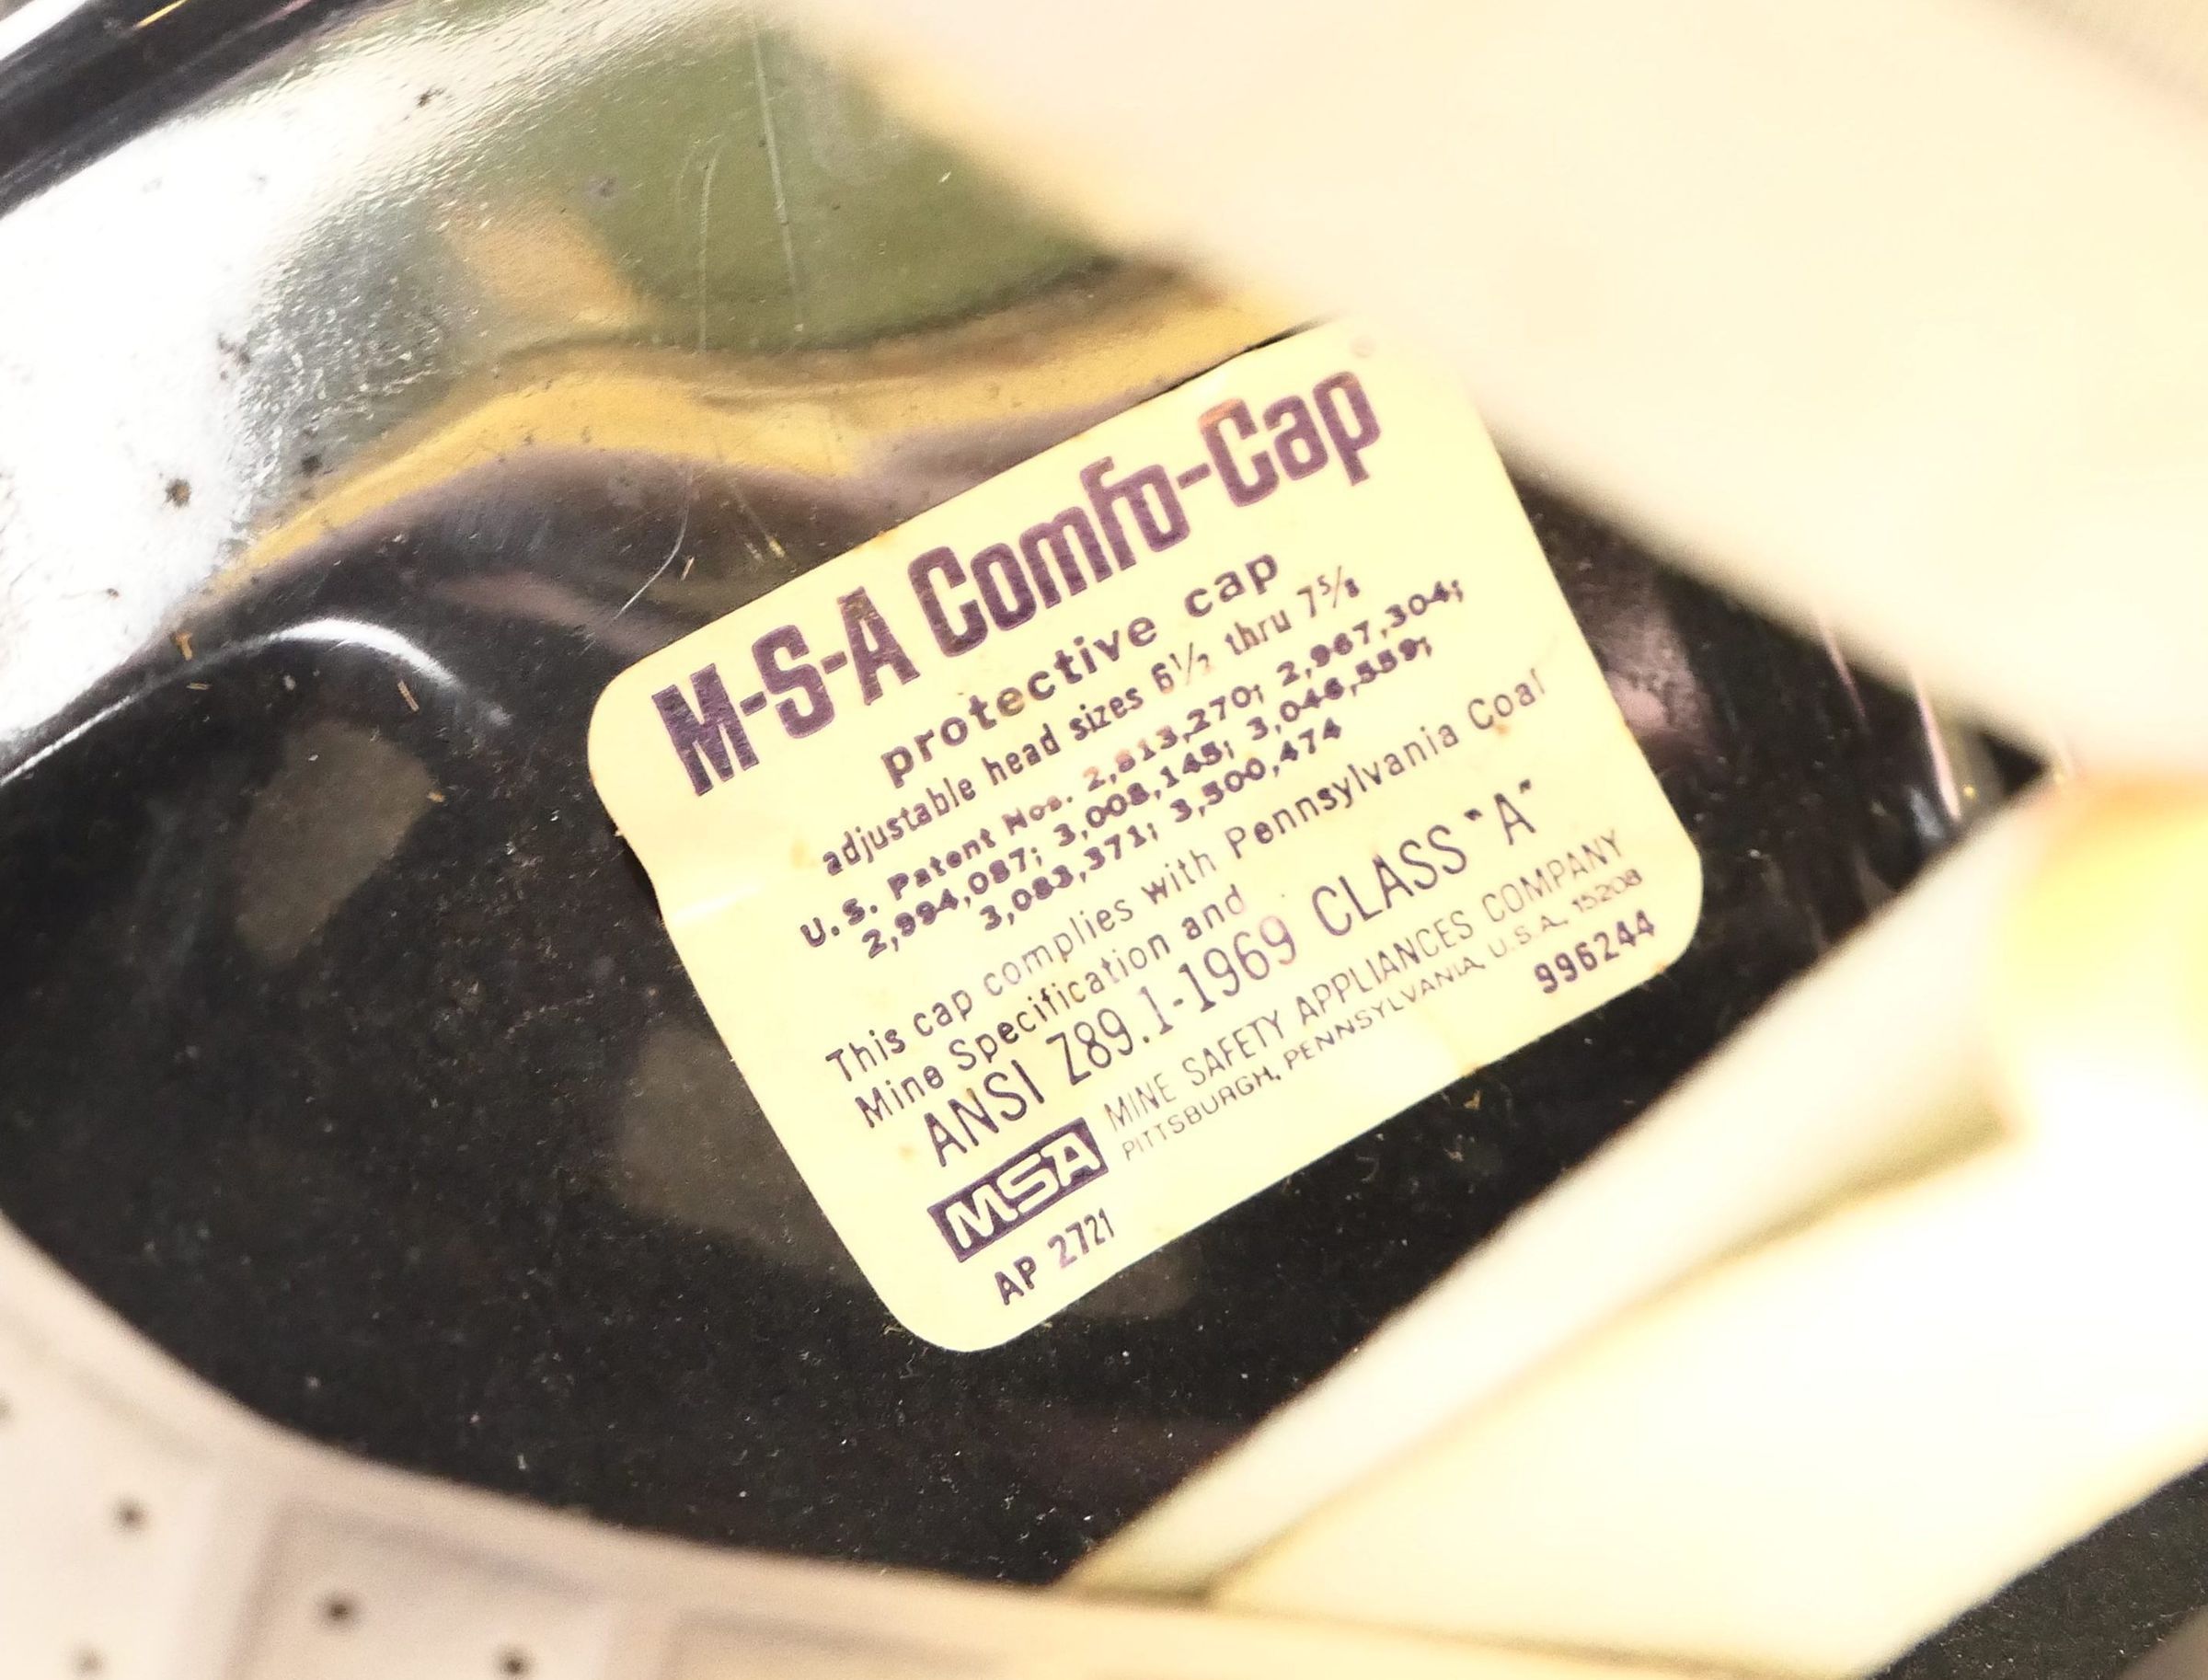 M-S-A Comfo-Cap
protective cap
adjustable head sizes 6½ thru 7⅝
U.S. Patent Nos. 2,813,270; 2,967,304;
2,994,087; 3,008,145; 3,046,559;
3,083,371; 3,500,474
This cap complies with Pennsylvania Coal
Mine Specification and
ANSI Z89.1-1969 CLASS "A"
MSA MINE SAFETY APPLIANCES COMPANY
PITTSBURGH, PENNSYLVANIA, U.S.A. 15208
AP 2721 996244